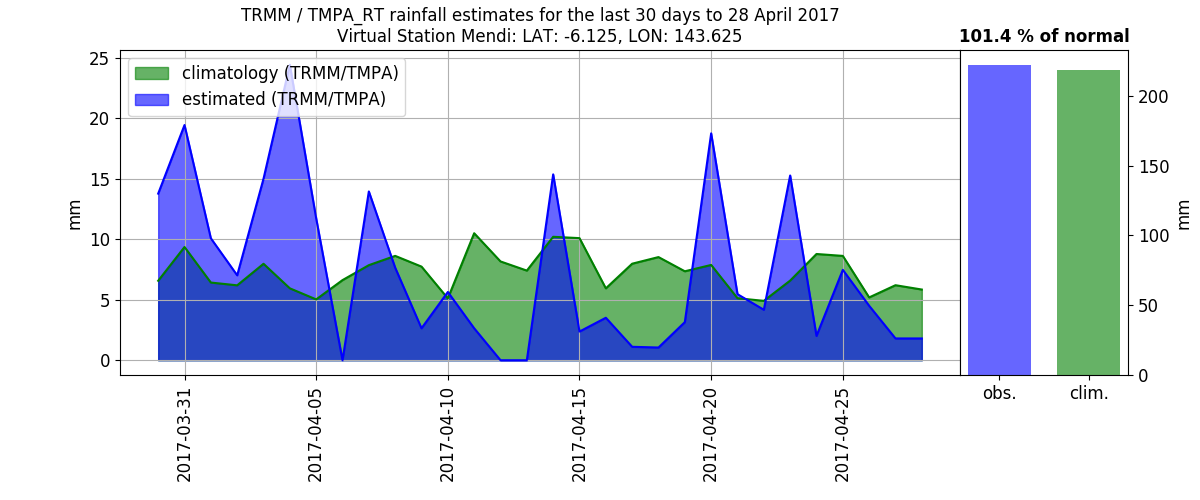 TRMM / TMPA_RT rainfall estimates for the last 30 days to 28 April 2017
Virtual Station Mendi: LAT: -6.125, LON: 143.625
101.4 % of normal
climatology (TRMM/TMPA)
estimated (TRMM/TMPA)
25
20
15
10
5
0
mm
2017-03-31
2017-04-05
2017-04-10
2017-04-15
2017-04-20
2017-04-25
200
150
100
50
0
mm
obs.
clim.